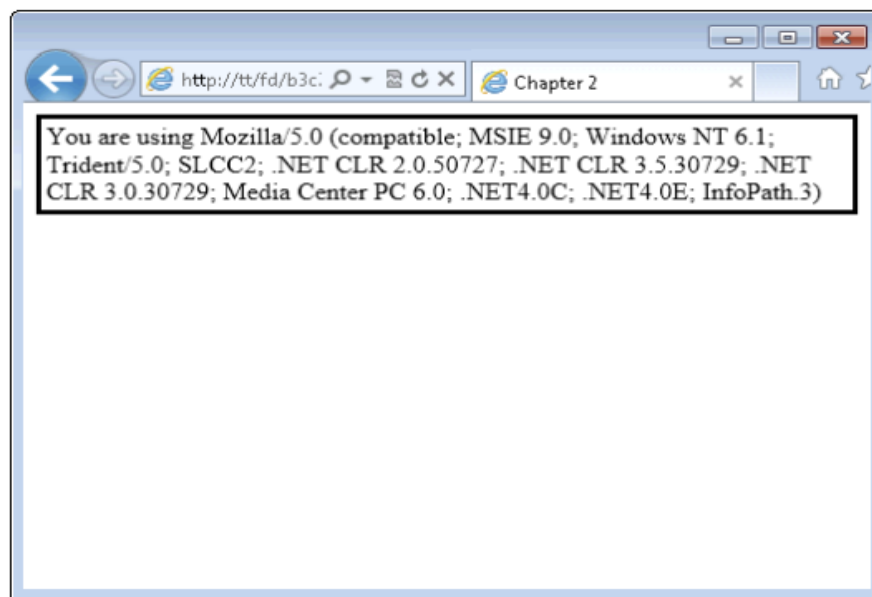 http://tt/fd/b3c
Chapter 2
You are using Mozilla/5.0 (compatible; MSIE 9.0; Windows NT 6.1;
Trident/5.0; SLCC2; .NET CLR 2.0.50727; .NET CLR 3.5.30729; .NET
CLR 3.0.30729; Media Center PC 6.0; .NET4.0C; .NET4.0E; InfoPath.3)